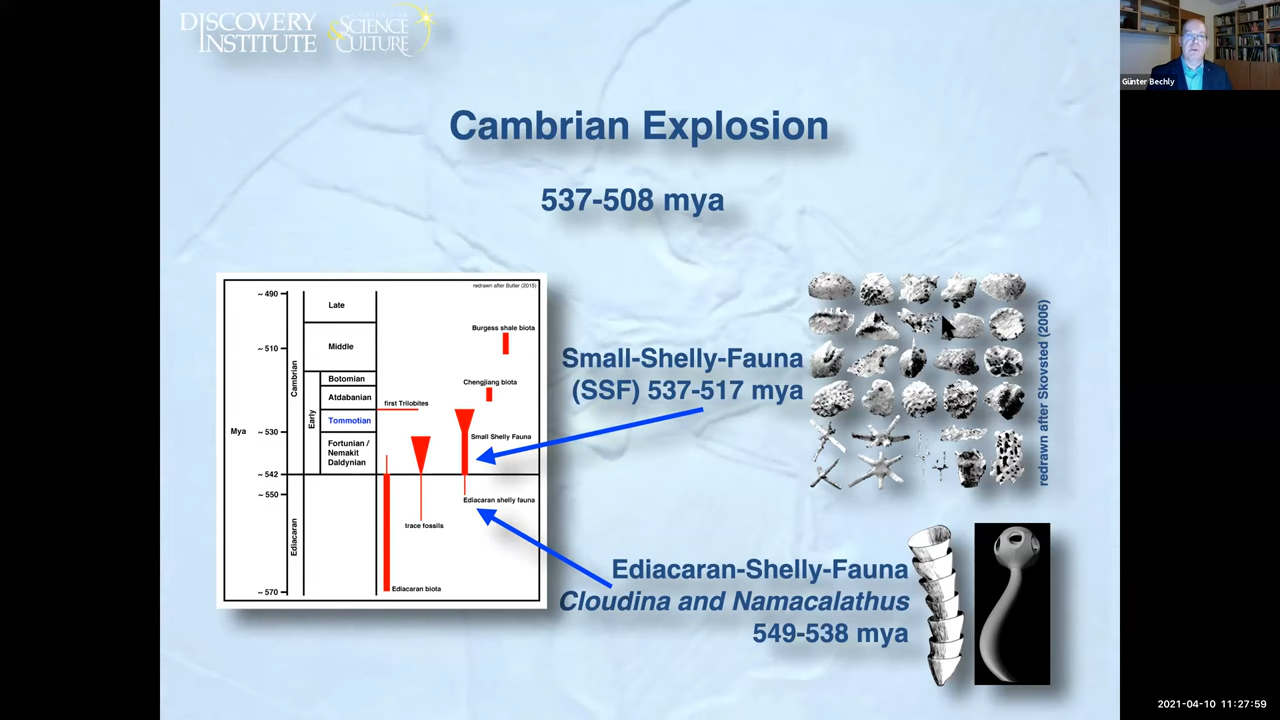 DISCOVERY
INSTITUTE
CENTER FOR
SCIENCE
& CULTURE
Günter Bechly
Cambrian Explosion
537-508 mya
redrawn after Butler (2015)
~ 490
Late
Burgess shale biota
~ 510
Middle
Cambrian
Botomian
Chengjiang biota
Atdabanian
first Trilobites
Early
Tommotian
Mya
~ 530
Small Shelly Fauna
Fortunian /
Nemakit
Daldynian
~ 542
~ 550
Ediacaran shelly fauna
Ediacaran
trace fossils
~ 570
Ediacaran biota
Small-Shelly-Fauna
(SSF) 537-517 mya
redrawn after Skovsted (2006)
Ediacaran-Shelly-Fauna
Cloudina and Namacalathus
549-538 mya
2021-04-10 11:27:59